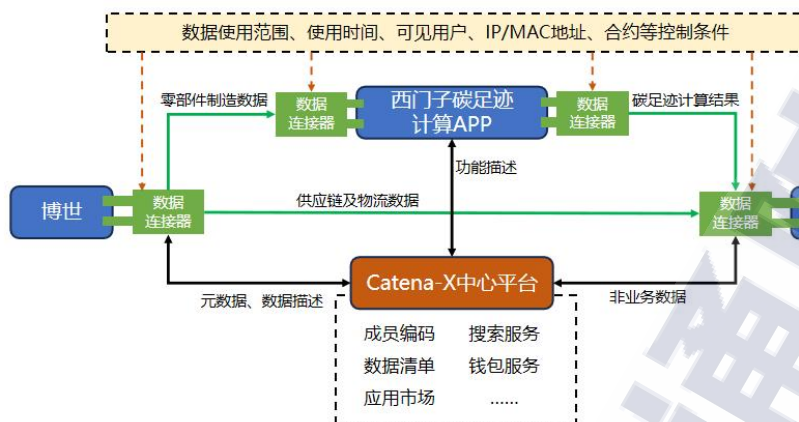 数据使用范围、使用时间、可见用户、IP/MAC地址、合约等控制条件
零部件制造数据
数据
连接器
西门子碳足迹
计算APP
数据
连接器
碳足迹计算结果
功能描述
博世
数据
连接器
供应链及物流数据
数据
连接器
元数据、数据描述
Catena-X中心平台
非业务数据
成员编码 搜索服务
数据清单 钱包服务
应用市场 ......